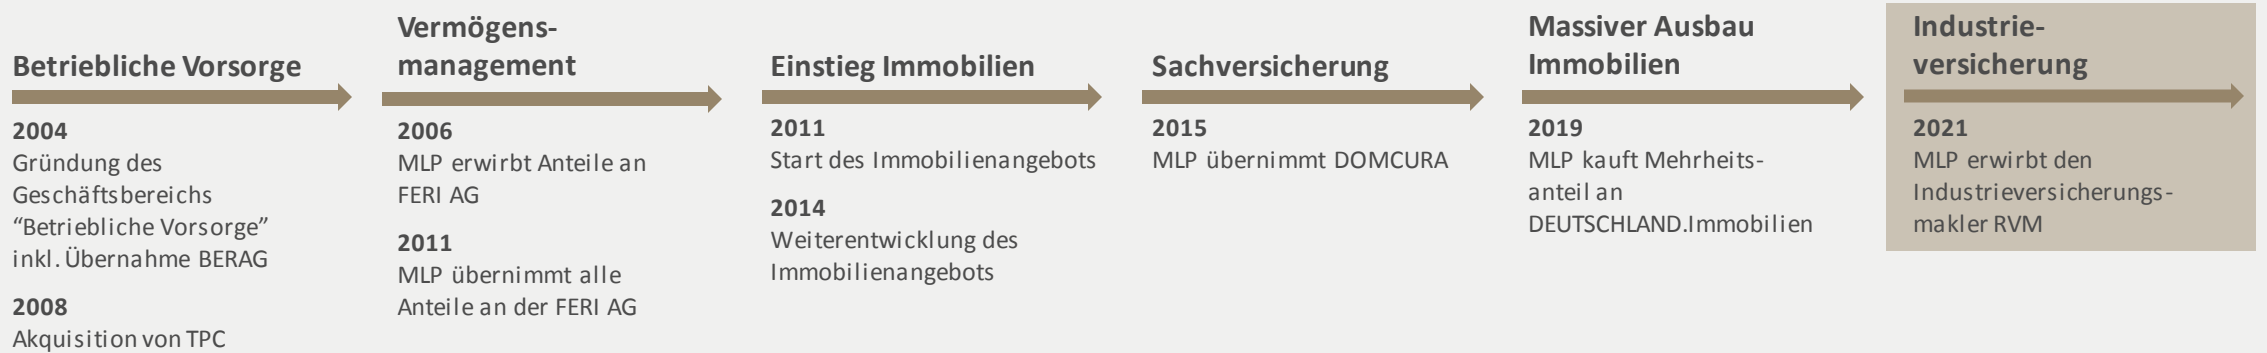 Betriebliche Vorsorge
2004
Gründung des
Geschäftsbereichs
“Betriebliche Vorsorge”
inkl. Übernahme BERAG
2008
Akquisition von TPC
Vermögens-
management
2006
MLP erwirbt Anteile an
FERI AG
2011
MLP übernimmt alle
Anteile an der FERI AG
Einstieg Immobilien
2011
Start des Immobilienangebots
2014
Weiterentwicklung des
Immobilienangebots
Sachversicherung
2015
MLP übernimmt DOMCURA
Massiver Ausbau
Immobilien
2019
MLP kauft Mehrheits-
anteil an
DEUTSCHLAND.Immobilien
Industrie-
versicherung
2021
MLP erwirbt den
Industrieversicherungs-
makler RVM